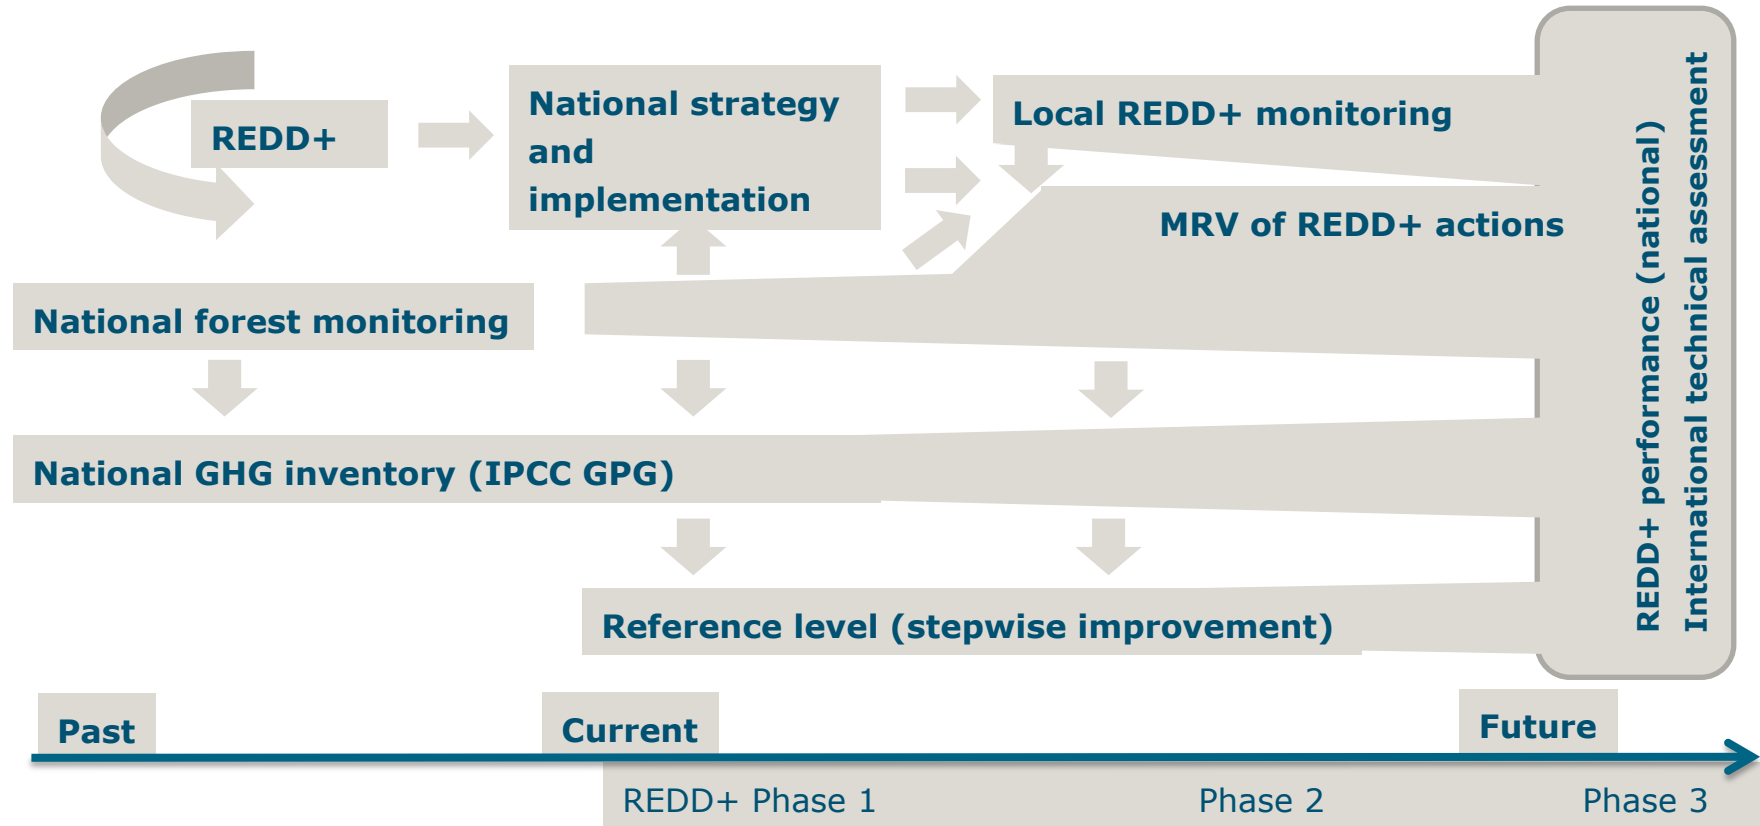 REDD+
National strategy
and
implementation
Local REDD+ monitoring
MRV of REDD+ actions
National forest monitoring
National GHG inventory (IPCC GPG)
Reference level (stepwise improvement)
REDD+ performance (national)
International technical assessment
Past
Current
Future
REDD+ Phase 1
Phase 2
Phase 3